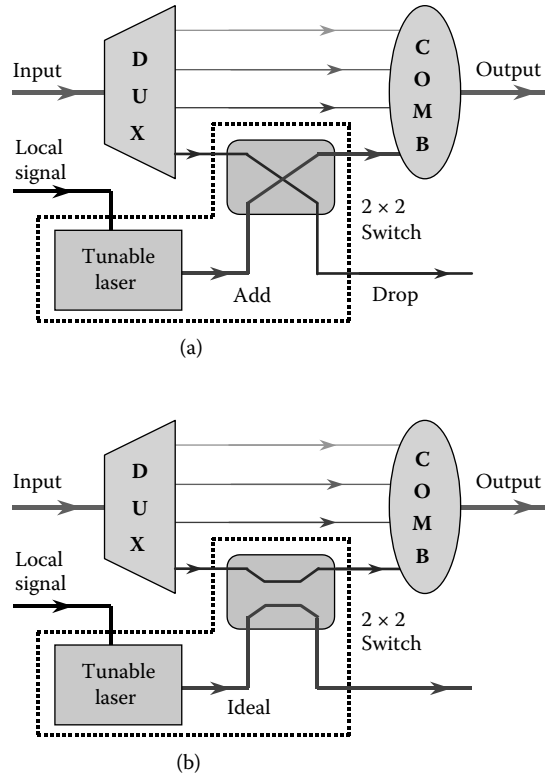 D
U
X
C
O
M
B
Input
Output
Local
signal
2 × 2
Switch
Tunable
laser
Add
Drop
(a)
D
U
X
C
O
M
B
Input
Output
Local
signal
2 × 2
Switch
Tunable
laser
Ideal
(b)